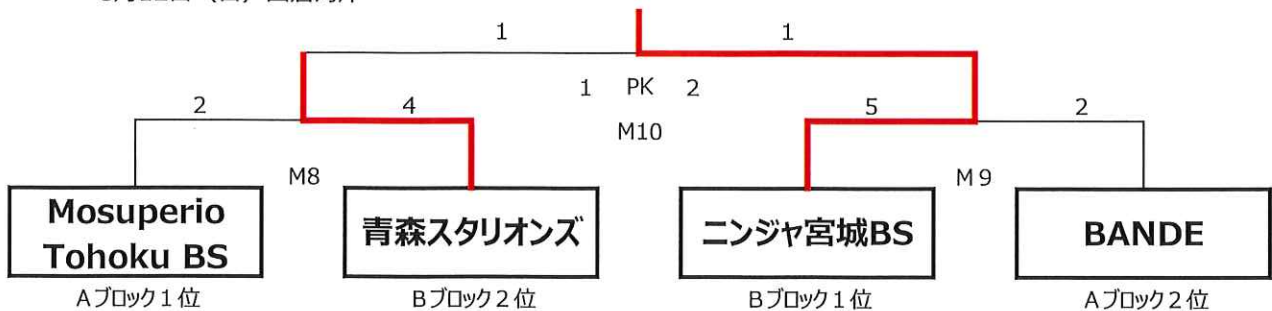 1 1
1 PK 2
2 4 5 2
M10
M8 M9
Mosuperio
Tohoku BS
青森スタリオンズ
ニンジャ宮城BS
BANDE
Aブロック1位
Bブロック2位
Bブロック1位
Aブロック2位